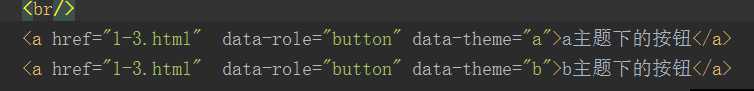 <br/>
<a href="1-3.html"  data-role="button" data-theme="a">a主题下的按钮</a>
<a href="1-3.html"  data-role="button" data-theme="b">b主题下的按钮</a>